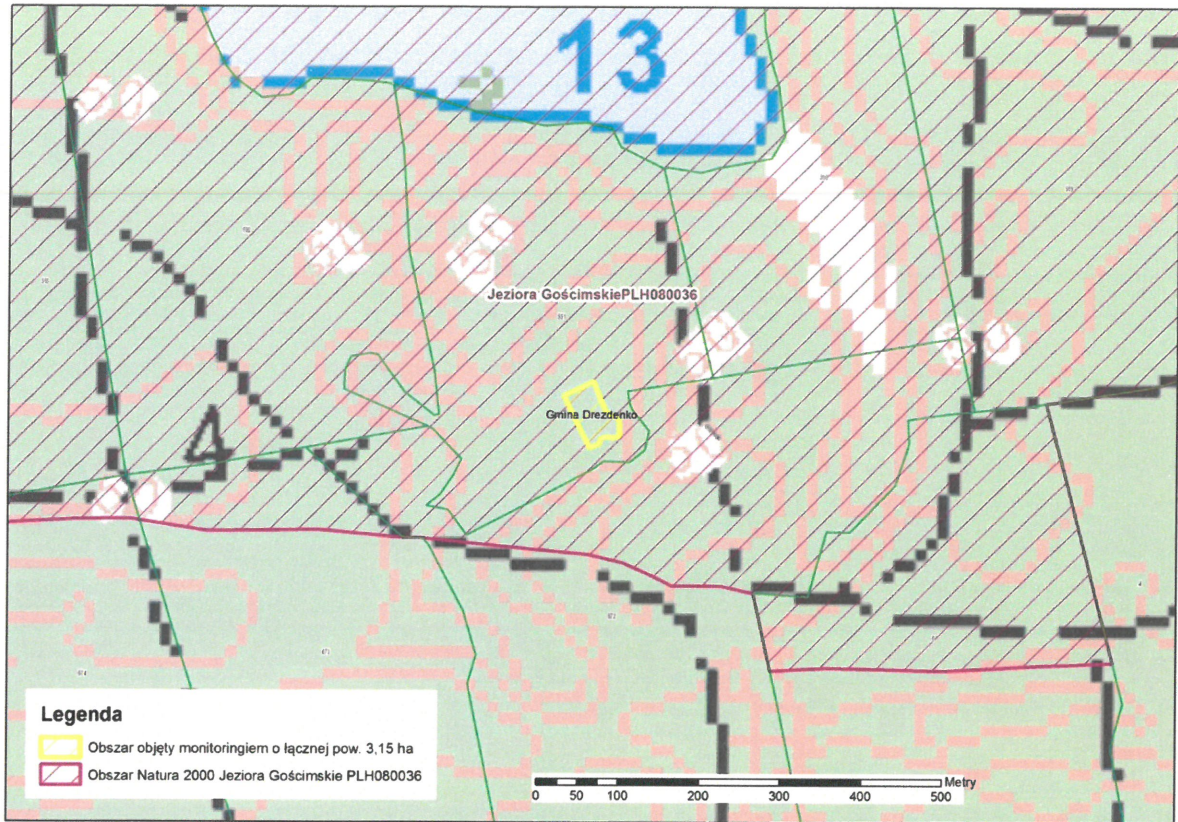 13
Jeziora GościmskiePLH080036
Gmina Drezdenko
4
Legenda
Obszar objęty monitoringiem o łącznej pow. 3,15 ha
Obszar Natura 2000 Jeziora Gościmskie PLH080036
Metry
0 50 100 200 300 400 500